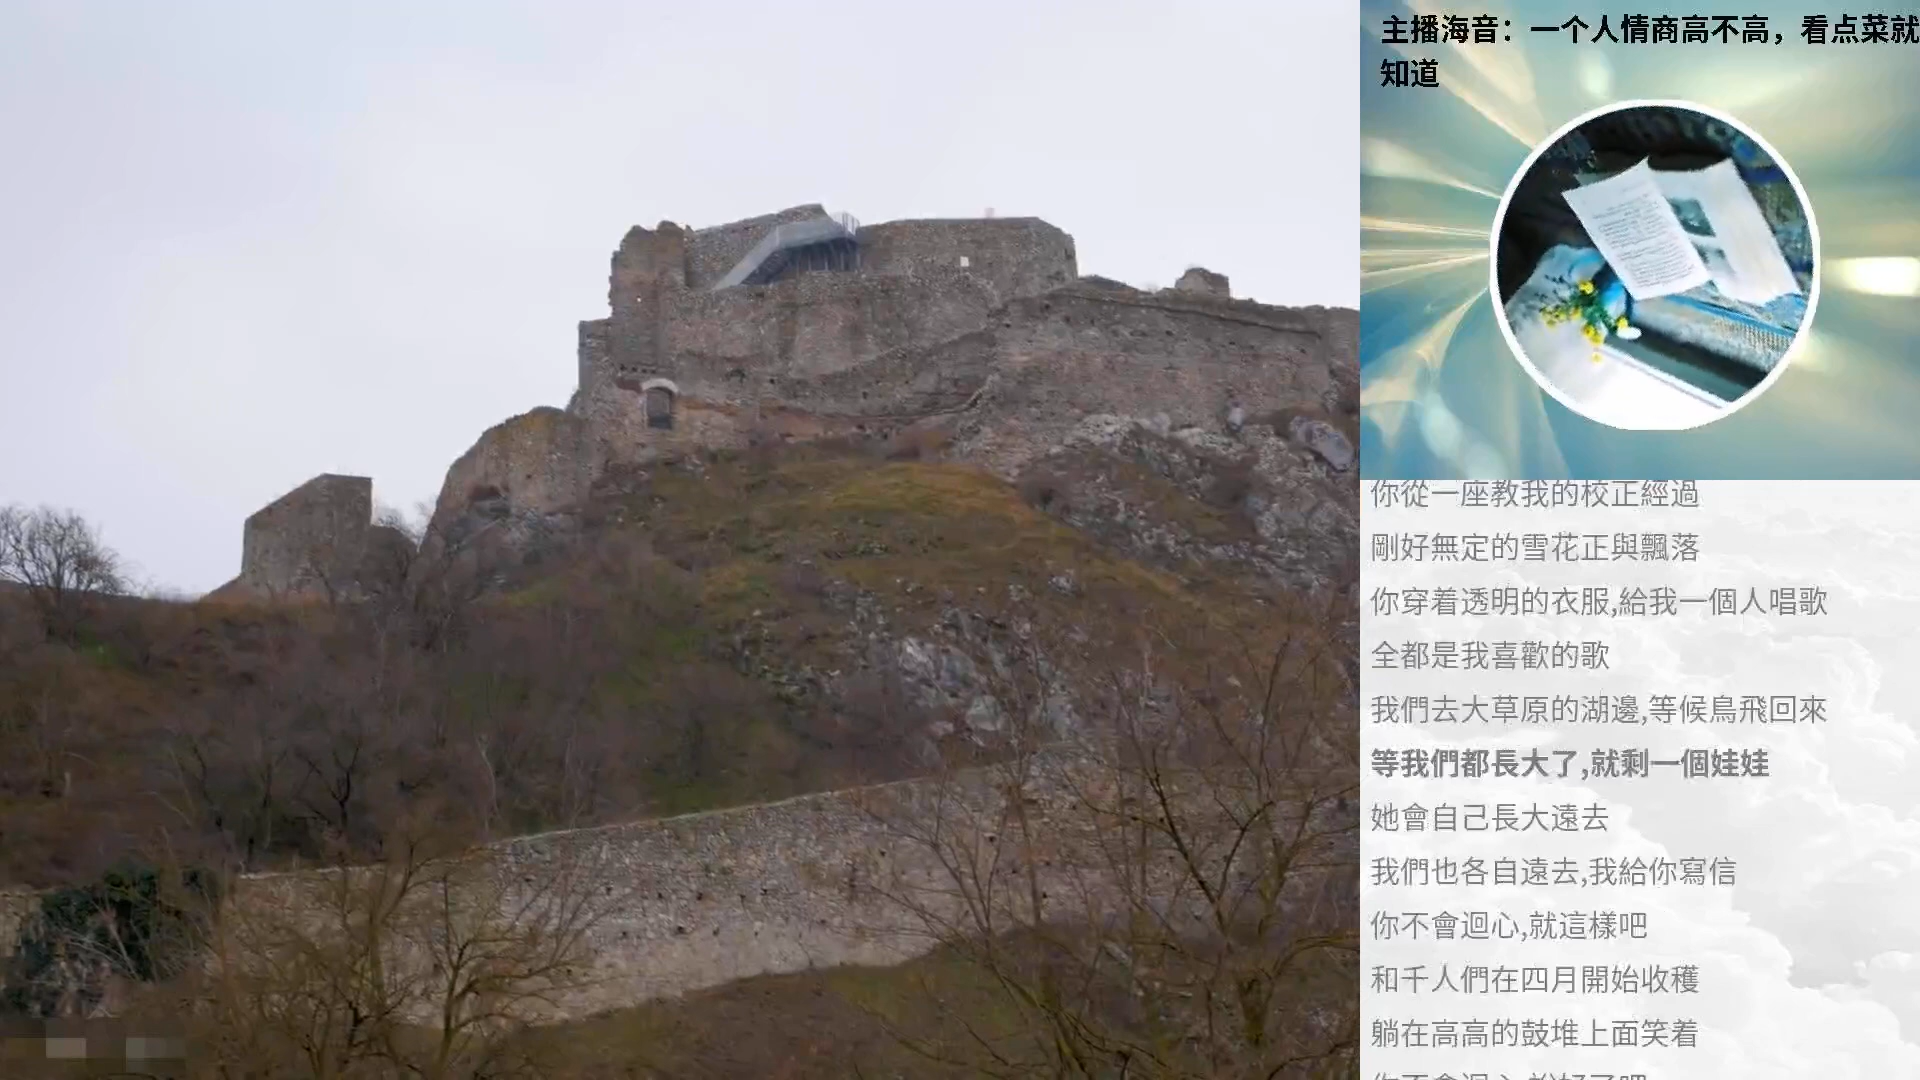 主播海音：一个人情商高不高，看点菜就
知道
你從一座教我的校正經過
剛好無定的雪花正與飄落
你穿着透明的衣服,給我一個人唱歌
全都是我喜歡的歌
我們去大草原的湖邊,等候鳥飛回來
等我們都長大了,就剩一個娃娃
她會自己長大遠去
我們也各自遠去,我給你寫信
你不會迴心,就這樣吧
和千人們在四月開始收穫
躺在高高的鼓堆上面笑着